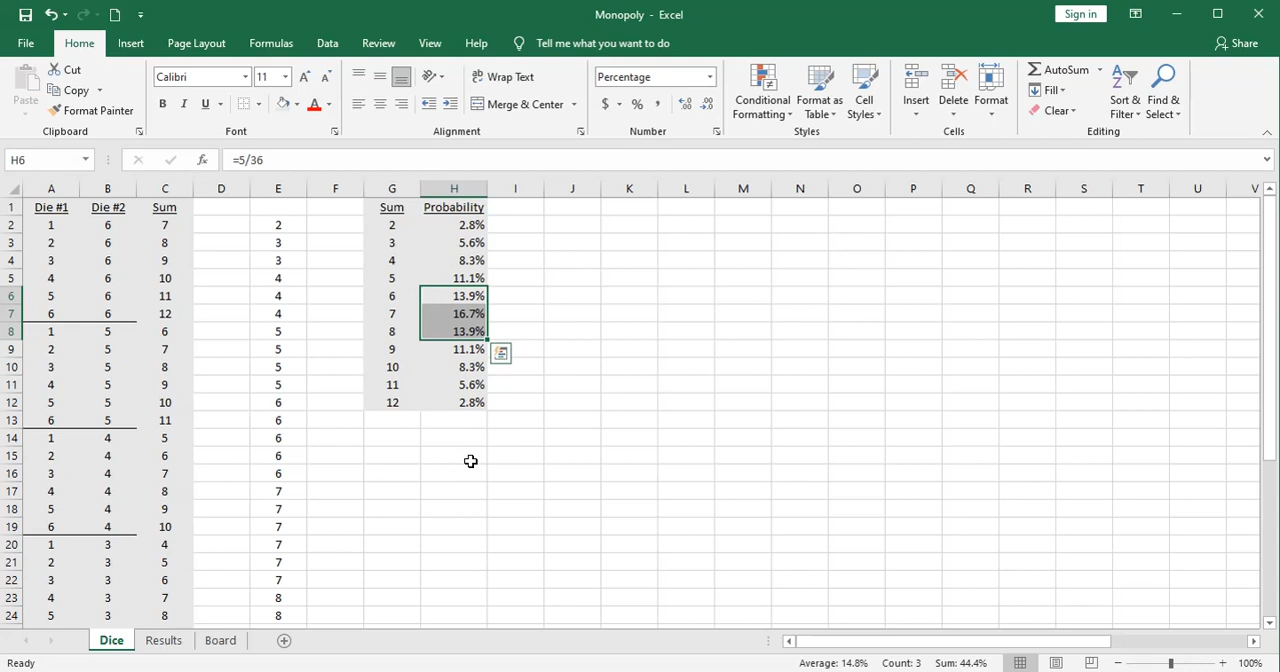 Monopoly - Excel
Sign in
File Home Insert Page Layout Formulas Data Review View Help Tell me what you want to do Share
Paste
Cut
Copy
Format Painter
Clipboard
Calibri 11
B I U
Font
Wrap Text
Merge & Center
Alignment
Percentage
$ % ,
Number
Conditional Formatting
Format as Table
Cell Styles
Styles
Insert Delete Format
Cells
AutoSum
Fill
Clear
Sort & Filter
Find & Select
Editing
H6 fx =5/36
A B C D E F G H I J K L M N O P Q R S T U V
1 Die #1 Die #2 Sum Sum Probability
2 1 6 7 2 2 2.8%
3 2 6 8 3 3 5.6%
4 3 6 9 3 4 8.3%
5 4 6 10 4 5 11.1%
6 5 6 11 4 6 13.9%
7 6 6 12 4 7 16.7%
8 1 5 6 5 8 13.9%
9 2 5 7 5 9 11.1%
10 3 5 8 5 10 8.3%
11 4 5 9 5 11 5.6%
12 5 5 10 6 12 2.8%
13 6 5 11 6
14 1 4 5 6
15 2 4 6 6
16 3 4 7 6
17 4 4 8 7
18 5 4 9 7
19 6 4 10 7
20 1 3 4 7
21 2 3 5 7
22 3 3 6 7
23 4 3 7 8
24 5 3 8 8
Dice Results Board
Ready Average: 14.8% Count: 3 Sum: 44.4% 100%